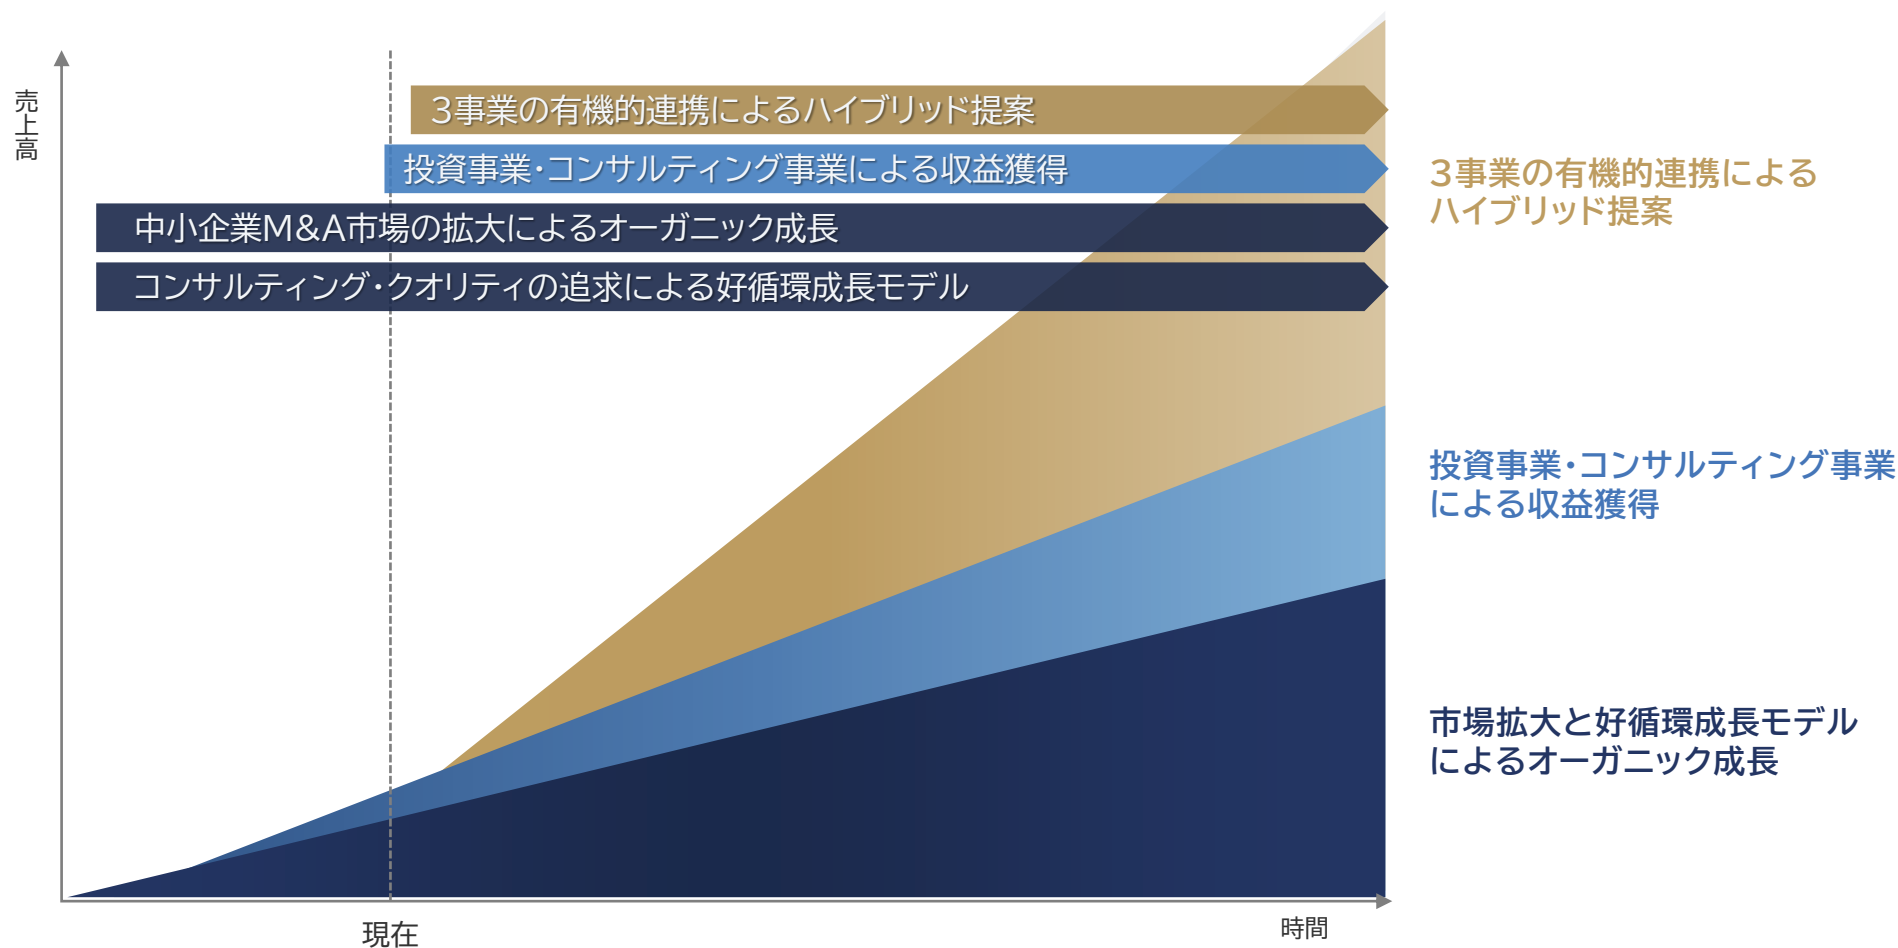 売上高
３事業の有機的連携によるハイブリッド提案
投資事業・コンサルティング事業による収益獲得
中小企業M&A市場の拡大によるオーガニック成長
コンサルティング・クオリティの追求による好循環成長モデル
３事業の有機的連携による
ハイブリッド提案
投資事業・コンサルティング事業
による収益獲得
市場拡大と好循環成長モデル
によるオーガニック成長
現在
時間